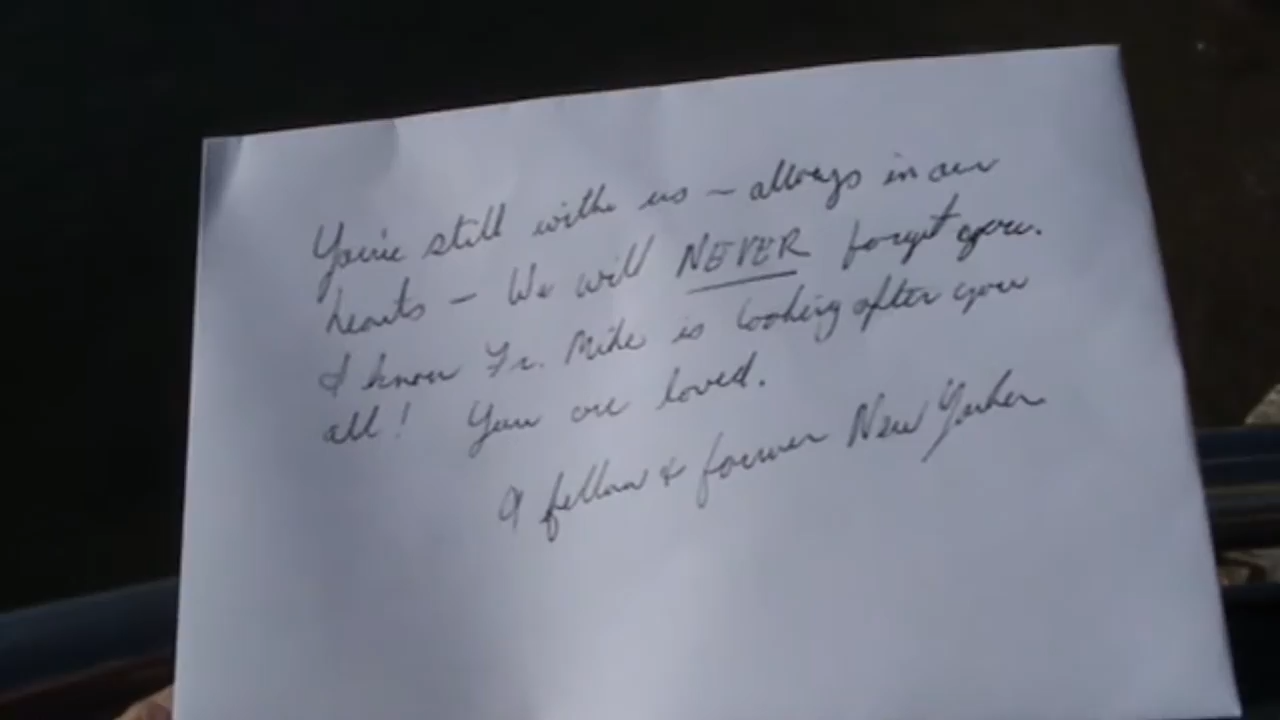 You're still with us - always in our
hearts - We will NEVER forget you.
I know Fr. Mike is looking after you
all! You are loved.
A fellow & former New Yorker